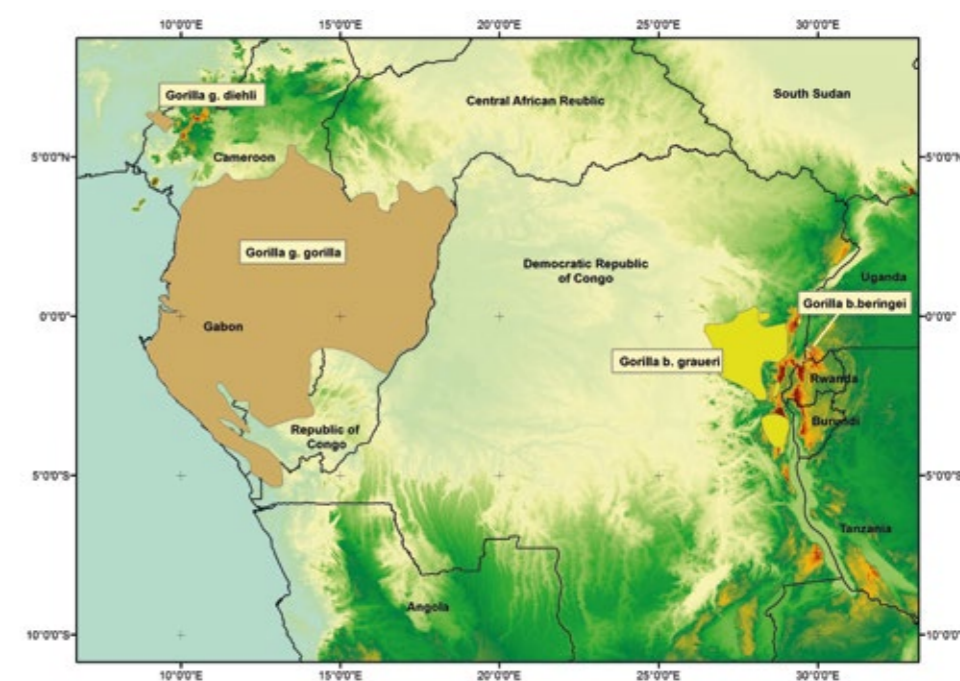 10°0'0"E 15°0'0"E 20°0'0"E 25°0'0"E 30°0'0"E
Gorilla g. diehli
South Sudan
Central African Reublic
5°0'0"N
Cameroon
5°0'0"N
Gorilla g. gorilla
Democratic Republic
of Congo
Uganda
Gorilla b.beringei
0°0'0"
Gabon
0°0'0"
Gorilla b. graueri
Rwanda
Burundi
Republic of
Congo
5°0'0"S
5°0'0"S
Tanzania
Angola
10°0'0"S
10°0'0"
10°0'0"E 15°0'0"E 20°0'0"E 25°0'0"E 30°0'0"E